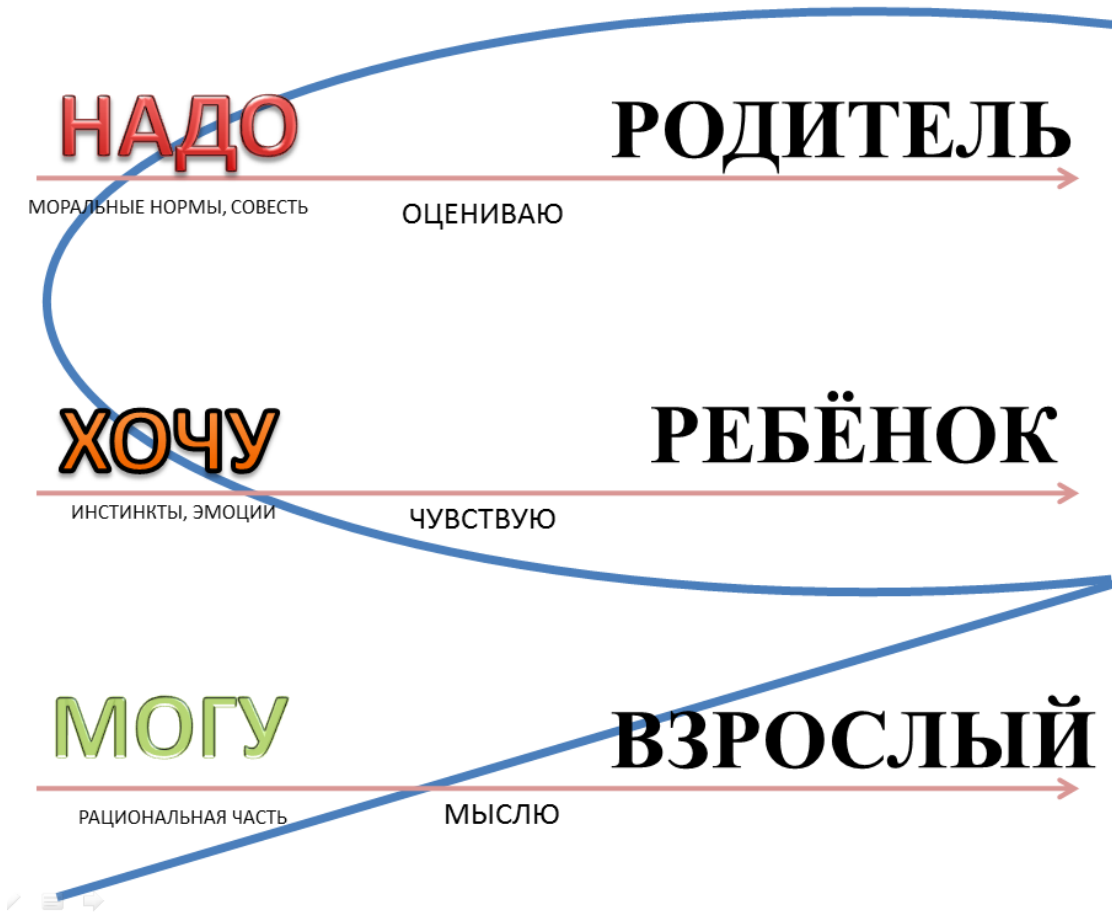 НАДО
РОДИТЕЛЬ
МОРАЛЬНЫЕ НОРМЫ, СОВЕСТЬ
ОЦЕНИВАЮ
ХОЧУ
РЕБЁНОК
ИНСТИНКТЫ, ЭМОЦИИ
ЧУВСТВУЮ
МОГУ
ВЗРОСЛЫЙ
РАЦИОНАЛЬНАЯ ЧАСТЬ
МЫСЛЮ